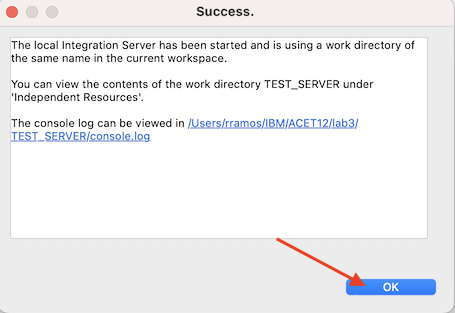 Success.
The local Integration Server has been started and is using a work directory of
the same name in the current workspace.
You can view the contents of the work directory TEST_SERVER under
'Independent Resources'.
The console log can be viewed in /Users/rramos/IBM/ACET12/lab3/
TEST_SERVER/console.log
OK